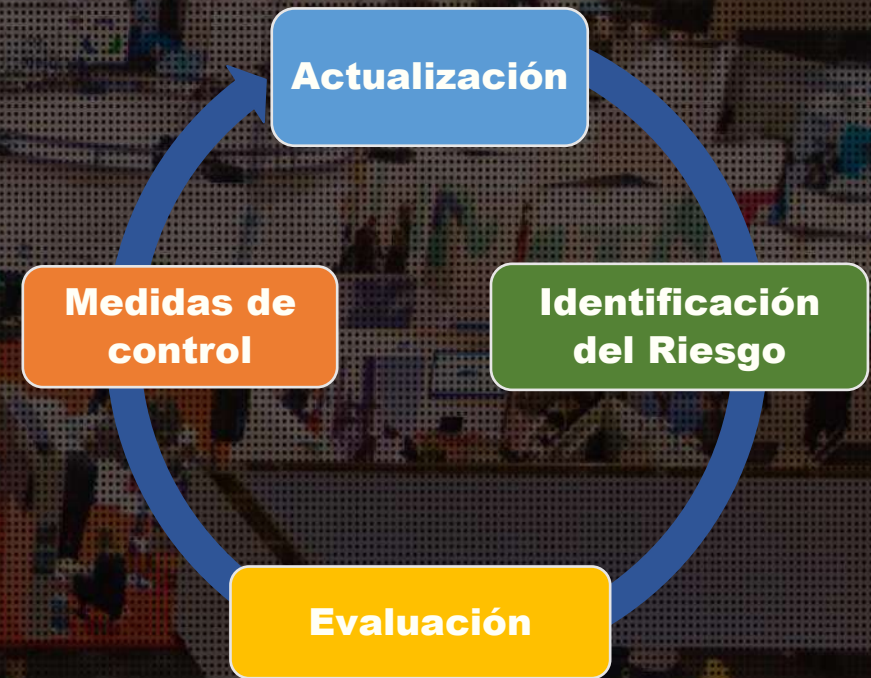 Actualización
Medidas de
control
Identificación
del Riesgo
Evaluación